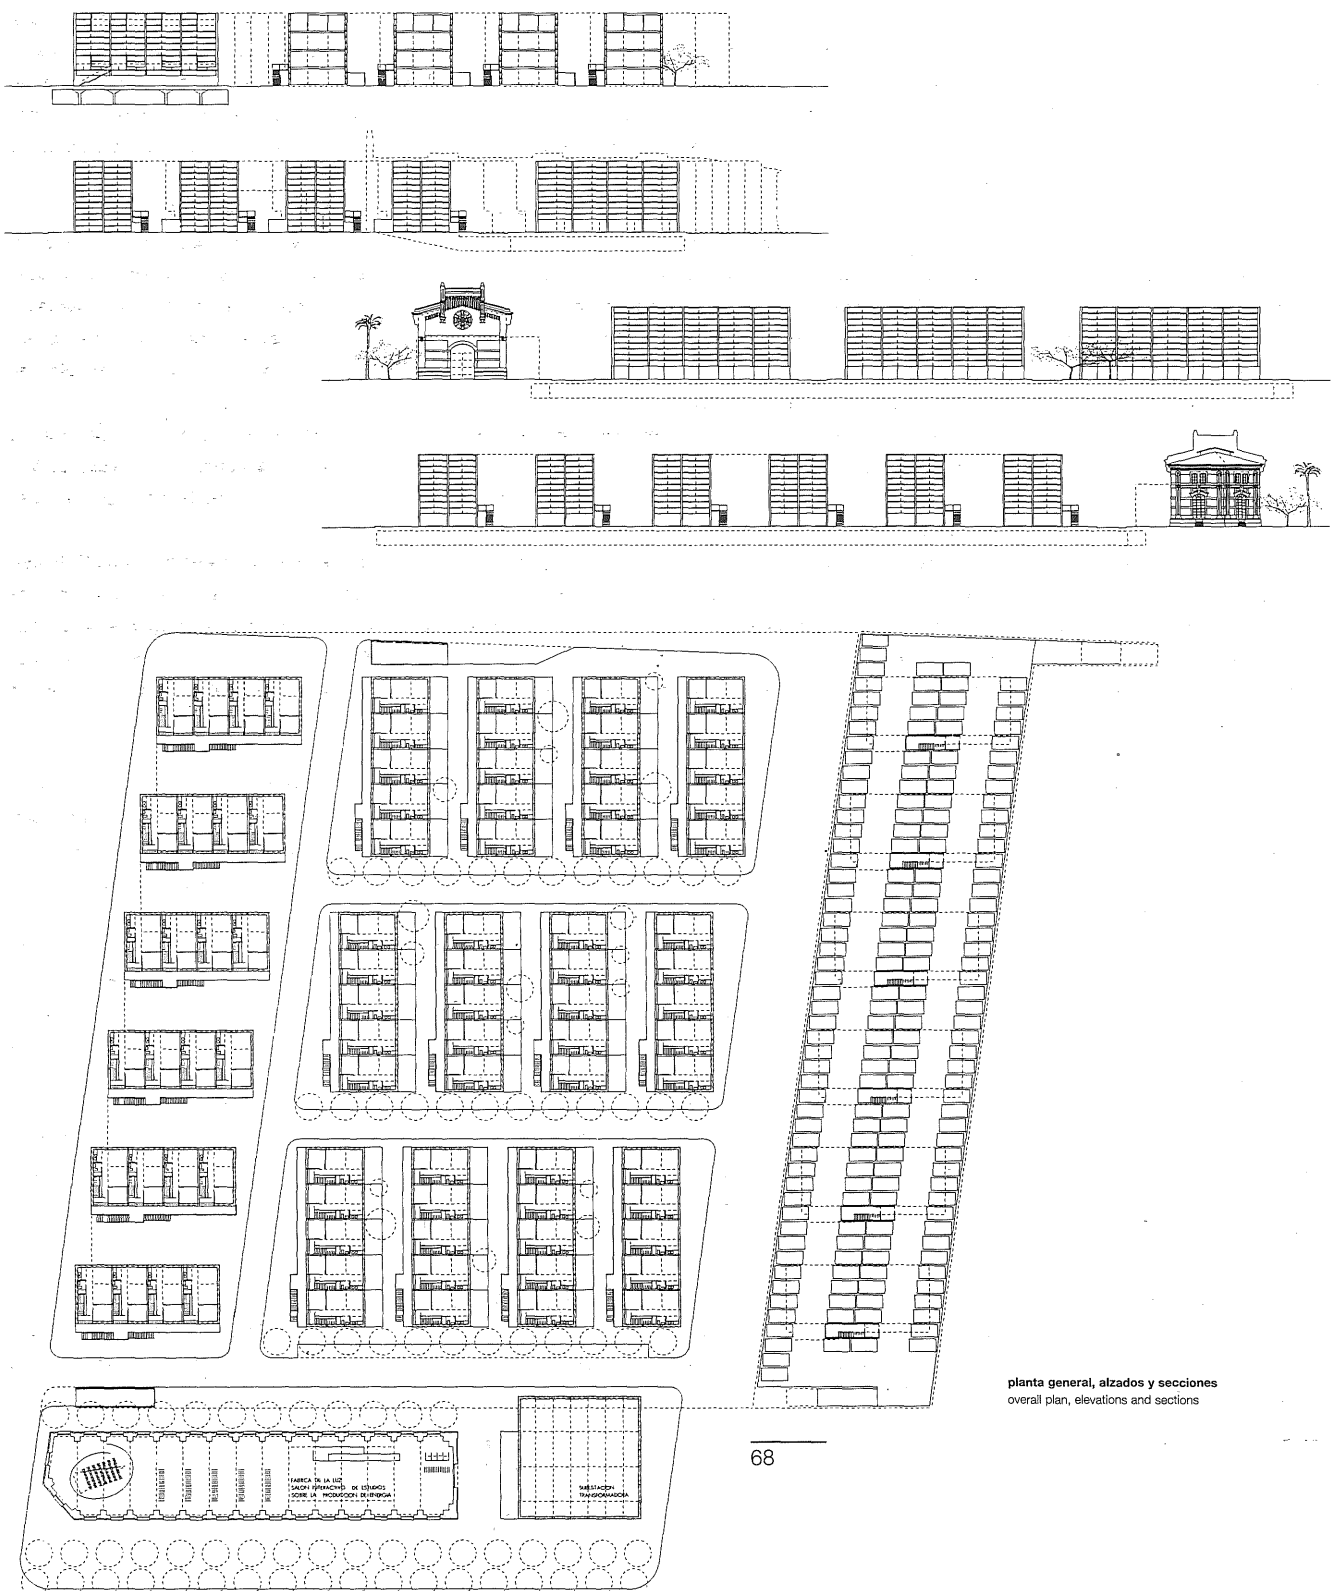 planta general, alzados y secciones
overall plan, elevations and sections
68
FABRICA DE LA LUZ
SALON INTERACTIVO DE ESTUDIOS
SOBRE LA PRODUCCION DE ENERGIA
SUBESTACION
TRANSFORMADORA